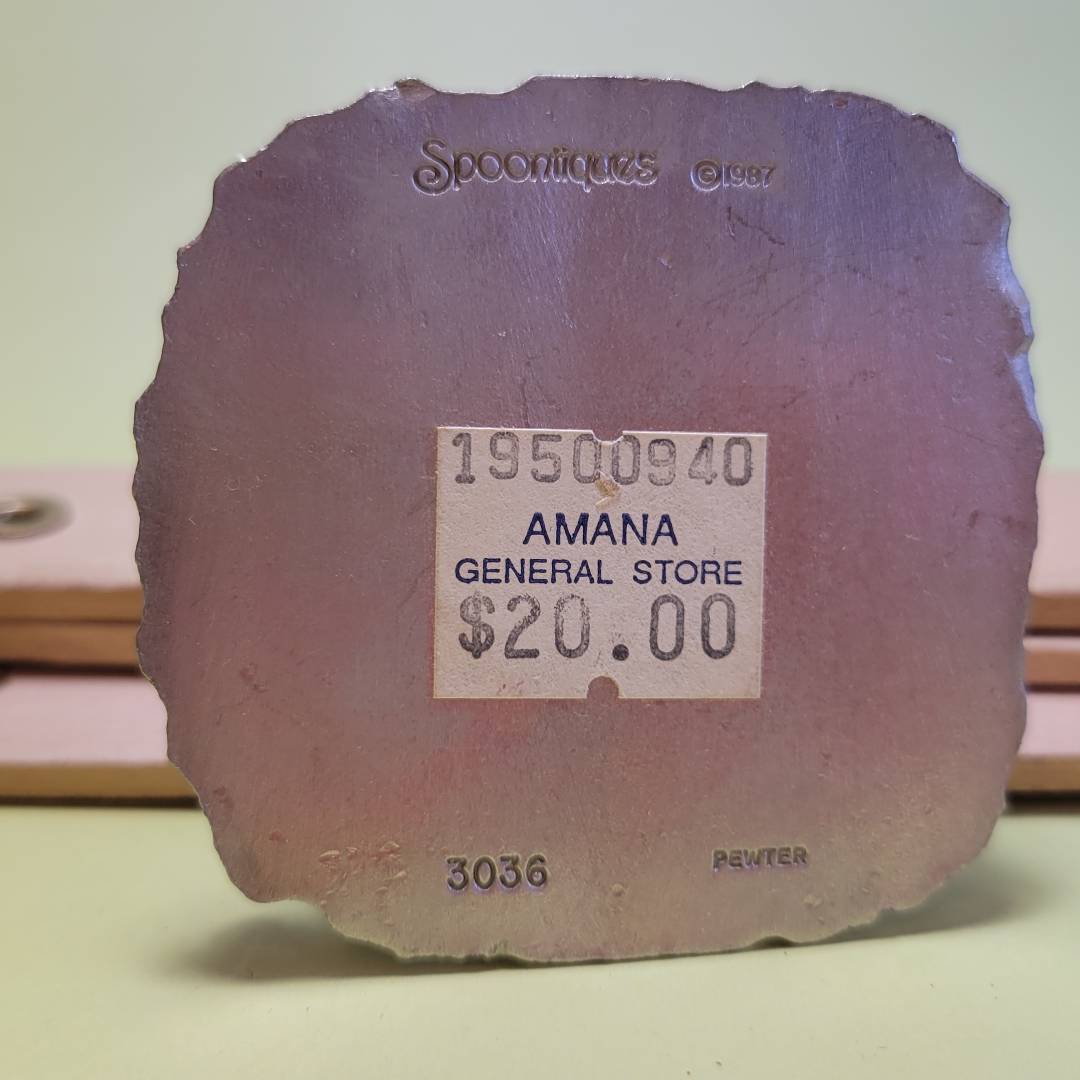 Spoontiques ©1987
19500940
AMANA
GENERAL STORE
$20.00
3036 PEWTER